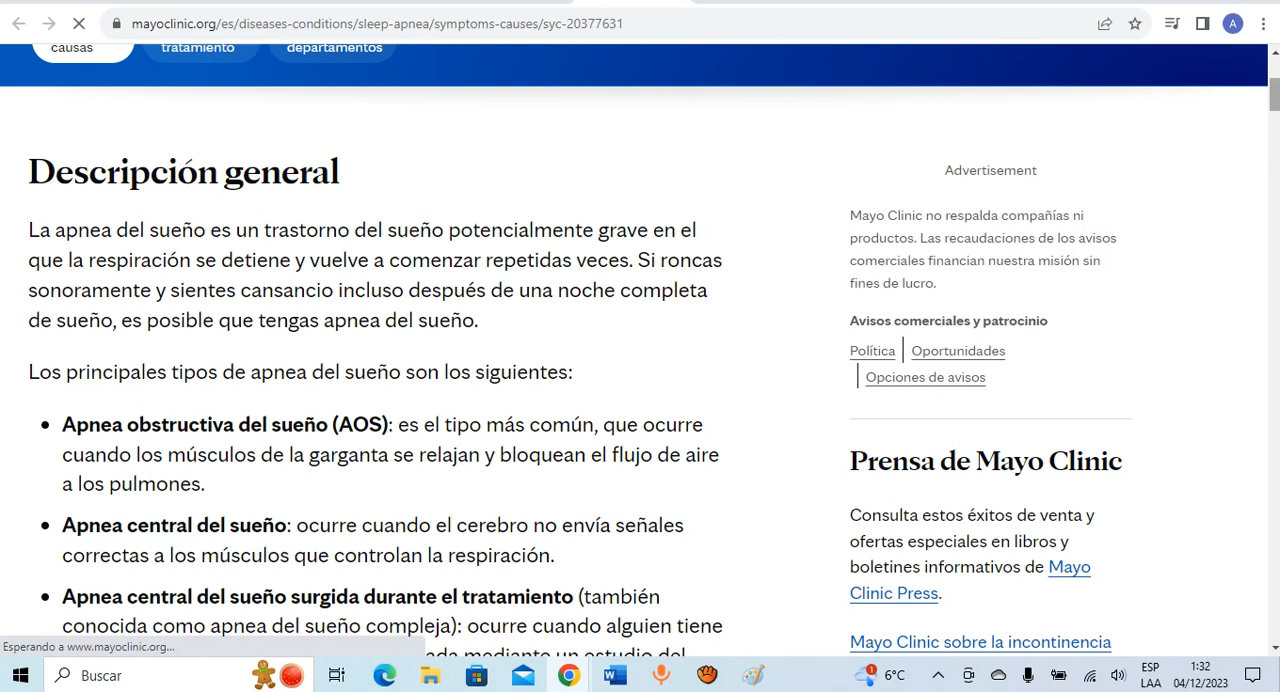 mayoclinic.org/es/diseases-conditions/sleep-apnea/symptoms-causes/syc-20377631
A
causas
tratamiento
departamentos
Descripción general
La apnea del sueño es un trastorno del sueño potencialmente grave en el
que la respiración se detiene y vuelve a comenzar repetidas veces. Si roncas
sonoramente y sientes cansancio incluso después de una noche completa
de sueño, es posible que tengas apnea del sueño.
Los principales tipos de apnea del sueño son los siguientes:
• Apnea obstructiva del sueño (AOS): es el tipo más común, que ocurre
cuando los músculos de la garganta se relajan y bloquean el flujo de aire
a los pulmones.
• Apnea central del sueño: ocurre cuando el cerebro no envía señales
correctas a los músculos que controlan la respiración.
• Apnea central del sueño surgida durante el tratamiento (también
conocida como apnea del sueño compleja): ocurre cuando alguien tiene
mediante un estudio del
Advertisement
Mayo Clinic no respalda compañías ni
productos. Las recaudaciones de los avisos
comerciales financian nuestra misión sin
fines de lucro.
Avisos comerciales y patrocinio
Política
Oportunidades
Opciones de avisos
Prensa de Mayo Clinic
Consulta estos éxitos de venta y
ofertas especiales en libros y
boletines informativos de Mayo
Clinic Press.
Mayo Clinic sobre la incontinencia
Esperando a www.mayoclinic.org...
Buscar
1
6°C
ESP
LAA
1:32
04/12/2023